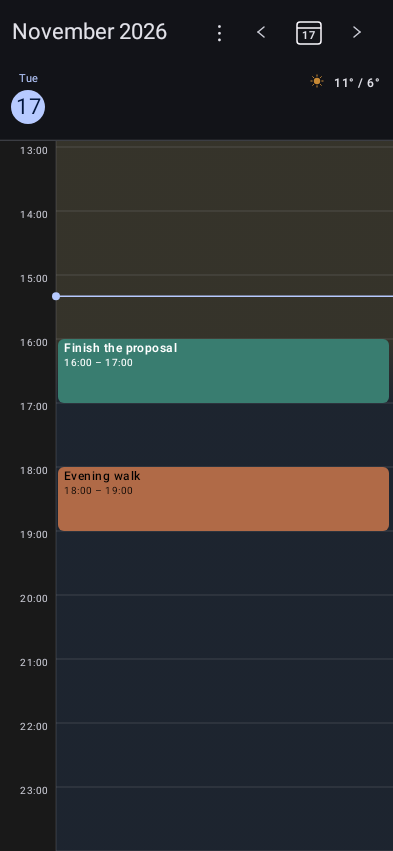 November 2026
17
Tue
17
11° / 6°
13:00
14:00
15:00
16:00
Finish the proposal
16:00 – 17:00
17:00
18:00
Evening walk
18:00 – 19:00
19:00
20:00
21:00
22:00
23:00